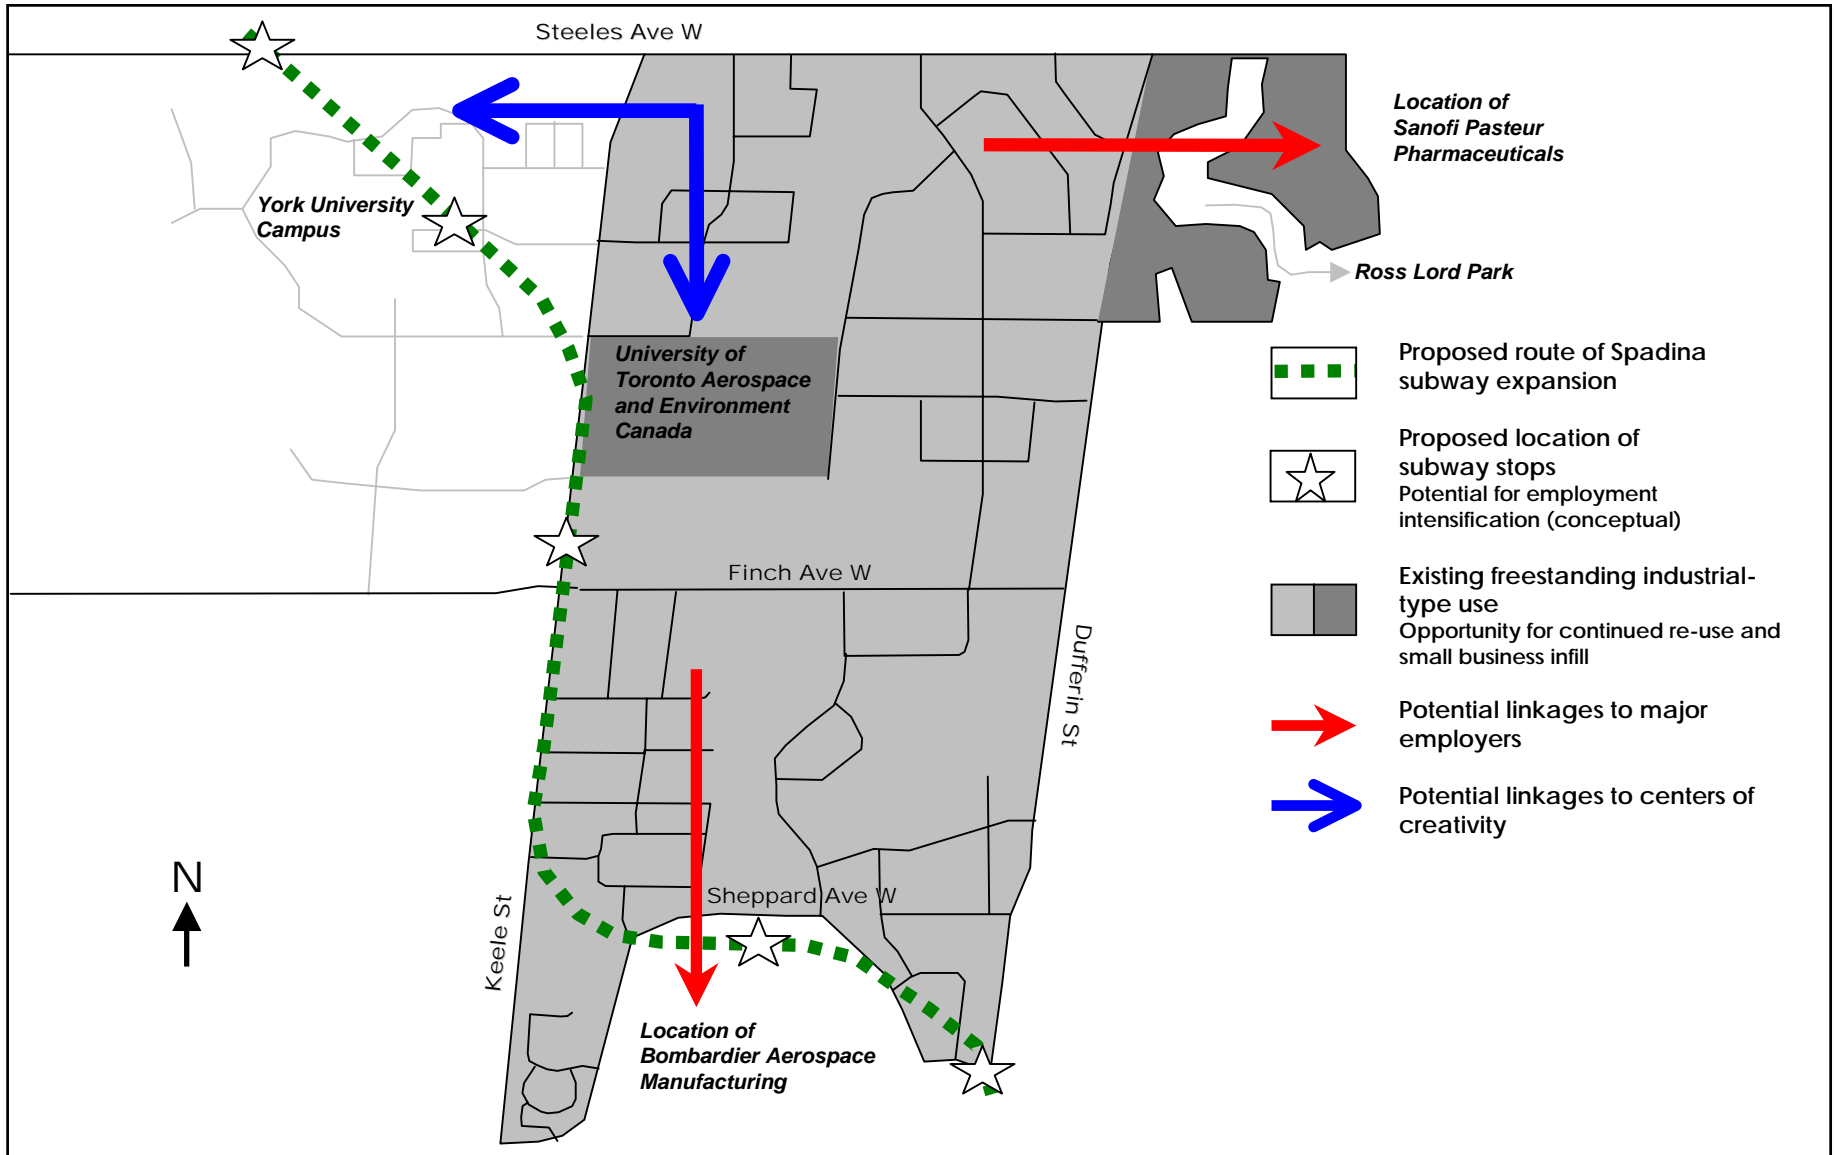 Steeles Ave W
Location of
Sanofi Pasteur
Pharmaceuticals
York University
Campus
Ross Lord Park
University of
Toronto Aerospace
and Environment
Canada
Proposed route of Spadina
subway expansion
Proposed location of
subway stops
Potential for employment
intensification (conceptual)
Finch Ave W
Existing freestanding industrial-
type use
Opportunity for continued re-use and
small business infill
Dufferin St
Potential linkages to major
employers
Potential linkages to centers of
creativity
N
Sheppard Ave W
Keele St
Location of
Bombardier Aerospace
Manufacturing